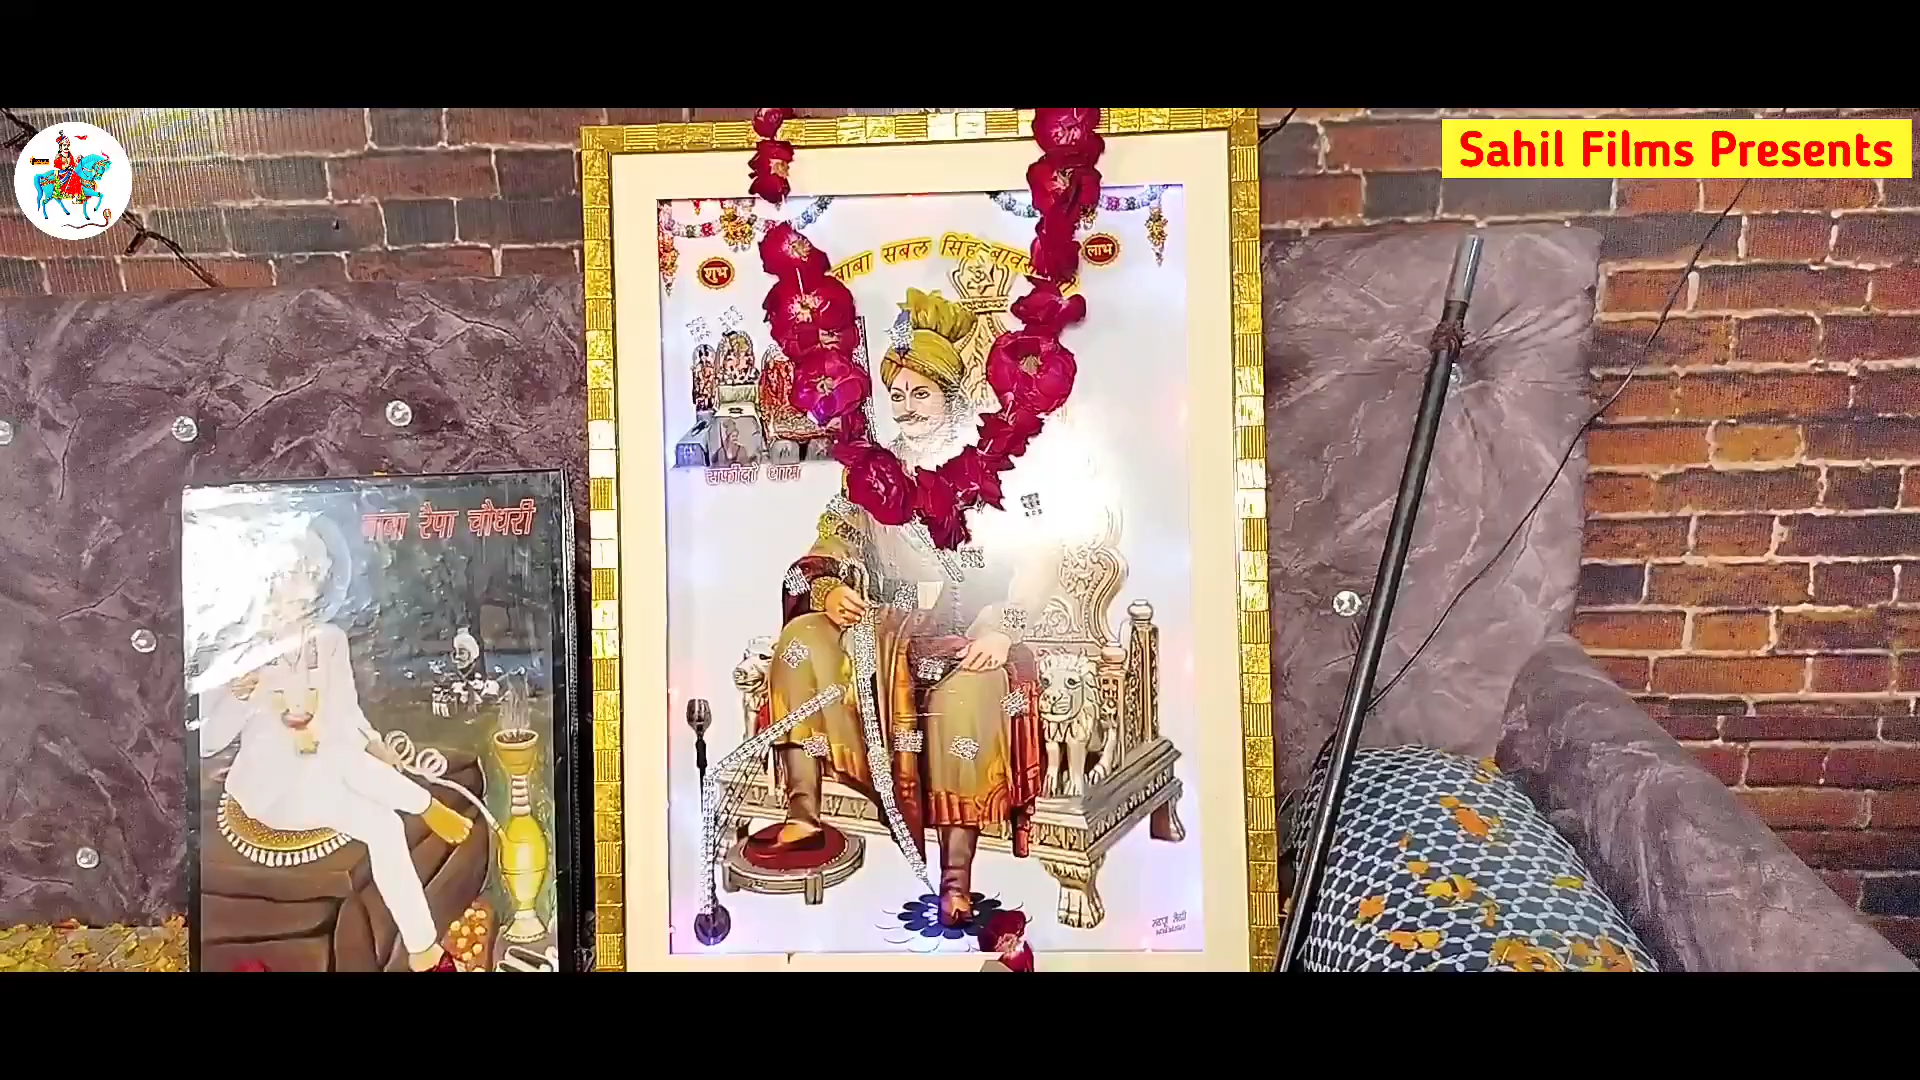 Sahil Films Presents
बाबा सबल सिंह
शुभ
लाभ
सफीदों धाम
बाबा रैपा चौधरी